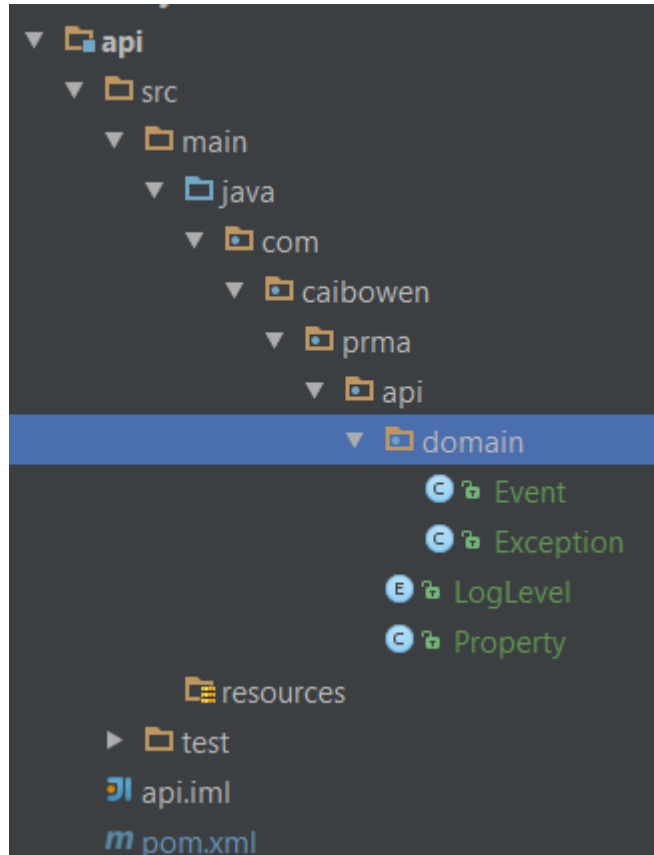 api
src
main
java
com
caibowen
prma
api
domain
C Event
C Exception
E LogLevel
C Property
resources
test
api.iml
m pom.xml